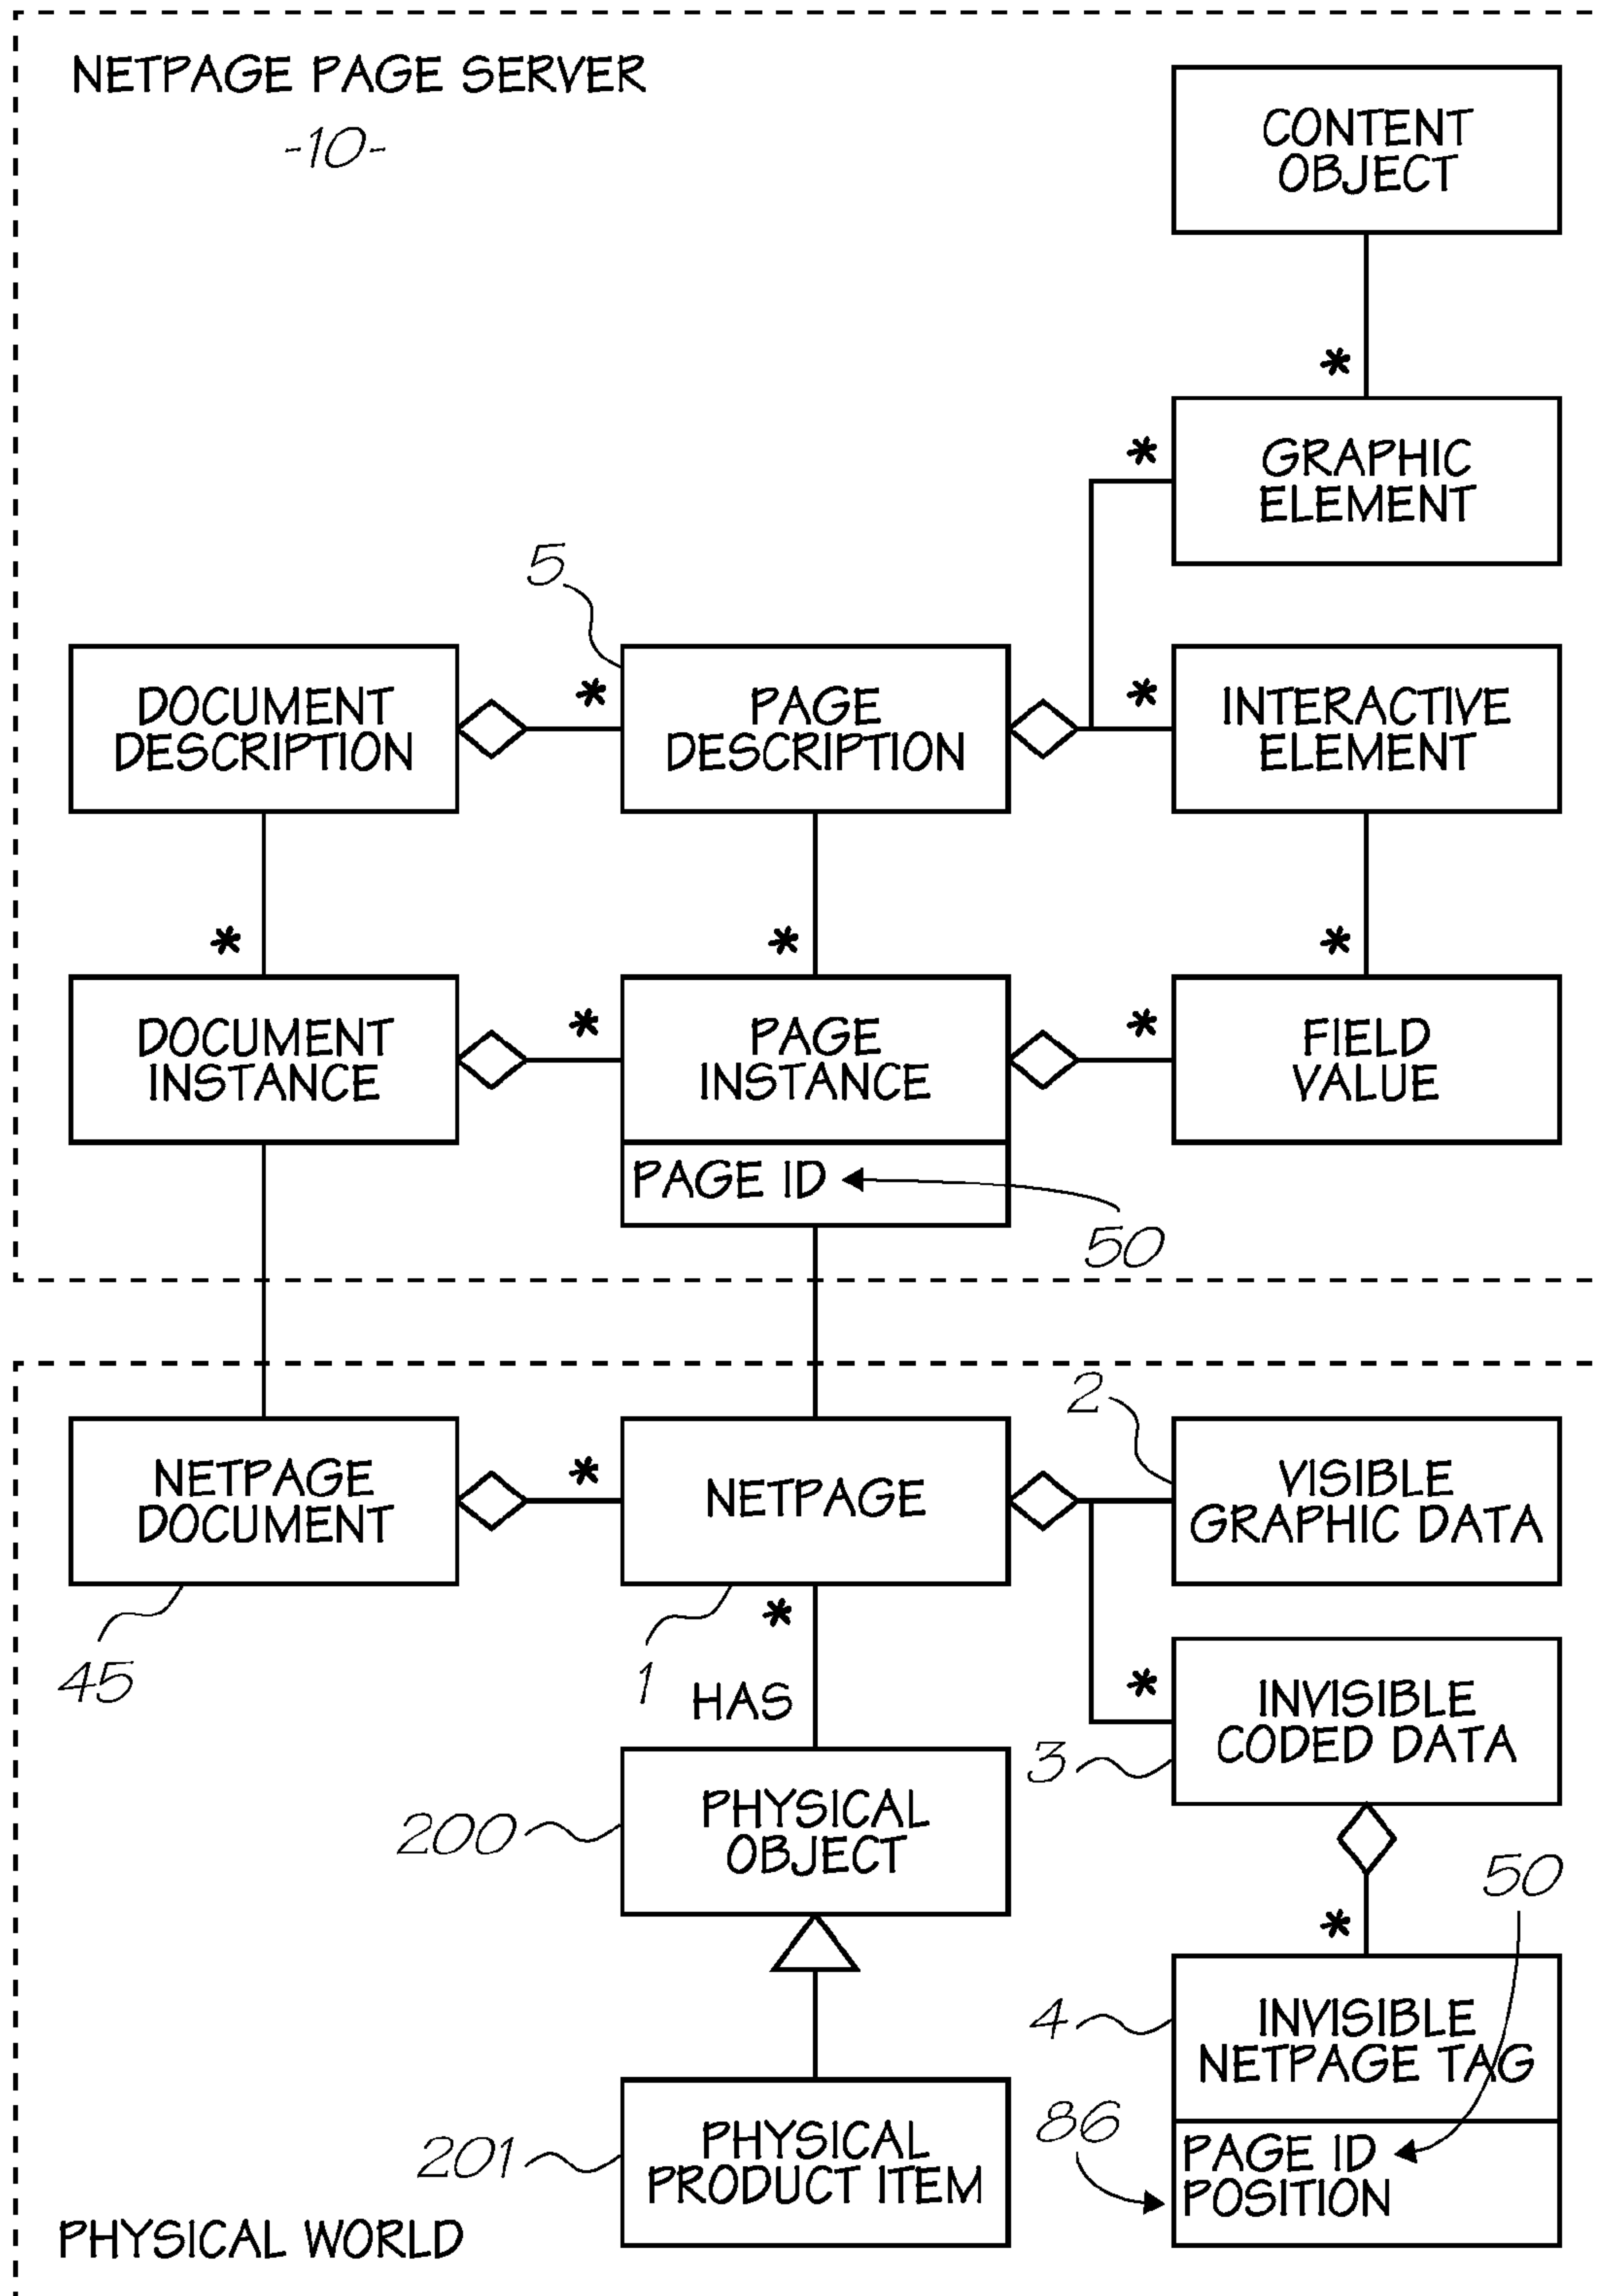 NETPAGE PAGE SERVER
-10-
CONTENT
OBJECT
*
*
GRAPHIC
ELEMENT
5
DOCUMENT
DESCRIPTION
*
PAGE
DESCRIPTION
*
INTERACTIVE
ELEMENT
*
*
*
DOCUMENT
INSTANCE
*
PAGE
INSTANCE
*
FIELD
VALUE
PAGE ID
50
2
NETPAGE
DOCUMENT
*
NETPAGE
VISIBLE
GRAPHIC DATA
45
1
*
HAS
*
INVISIBLE
CODED DATA
3
200
PHYSICAL
OBJECT
50
*
4
INVISIBLE
NETPAGE TAG
86
PAGE ID
POSITION
201
PHYSICAL
PRODUCT ITEM
PHYSICAL WORLD